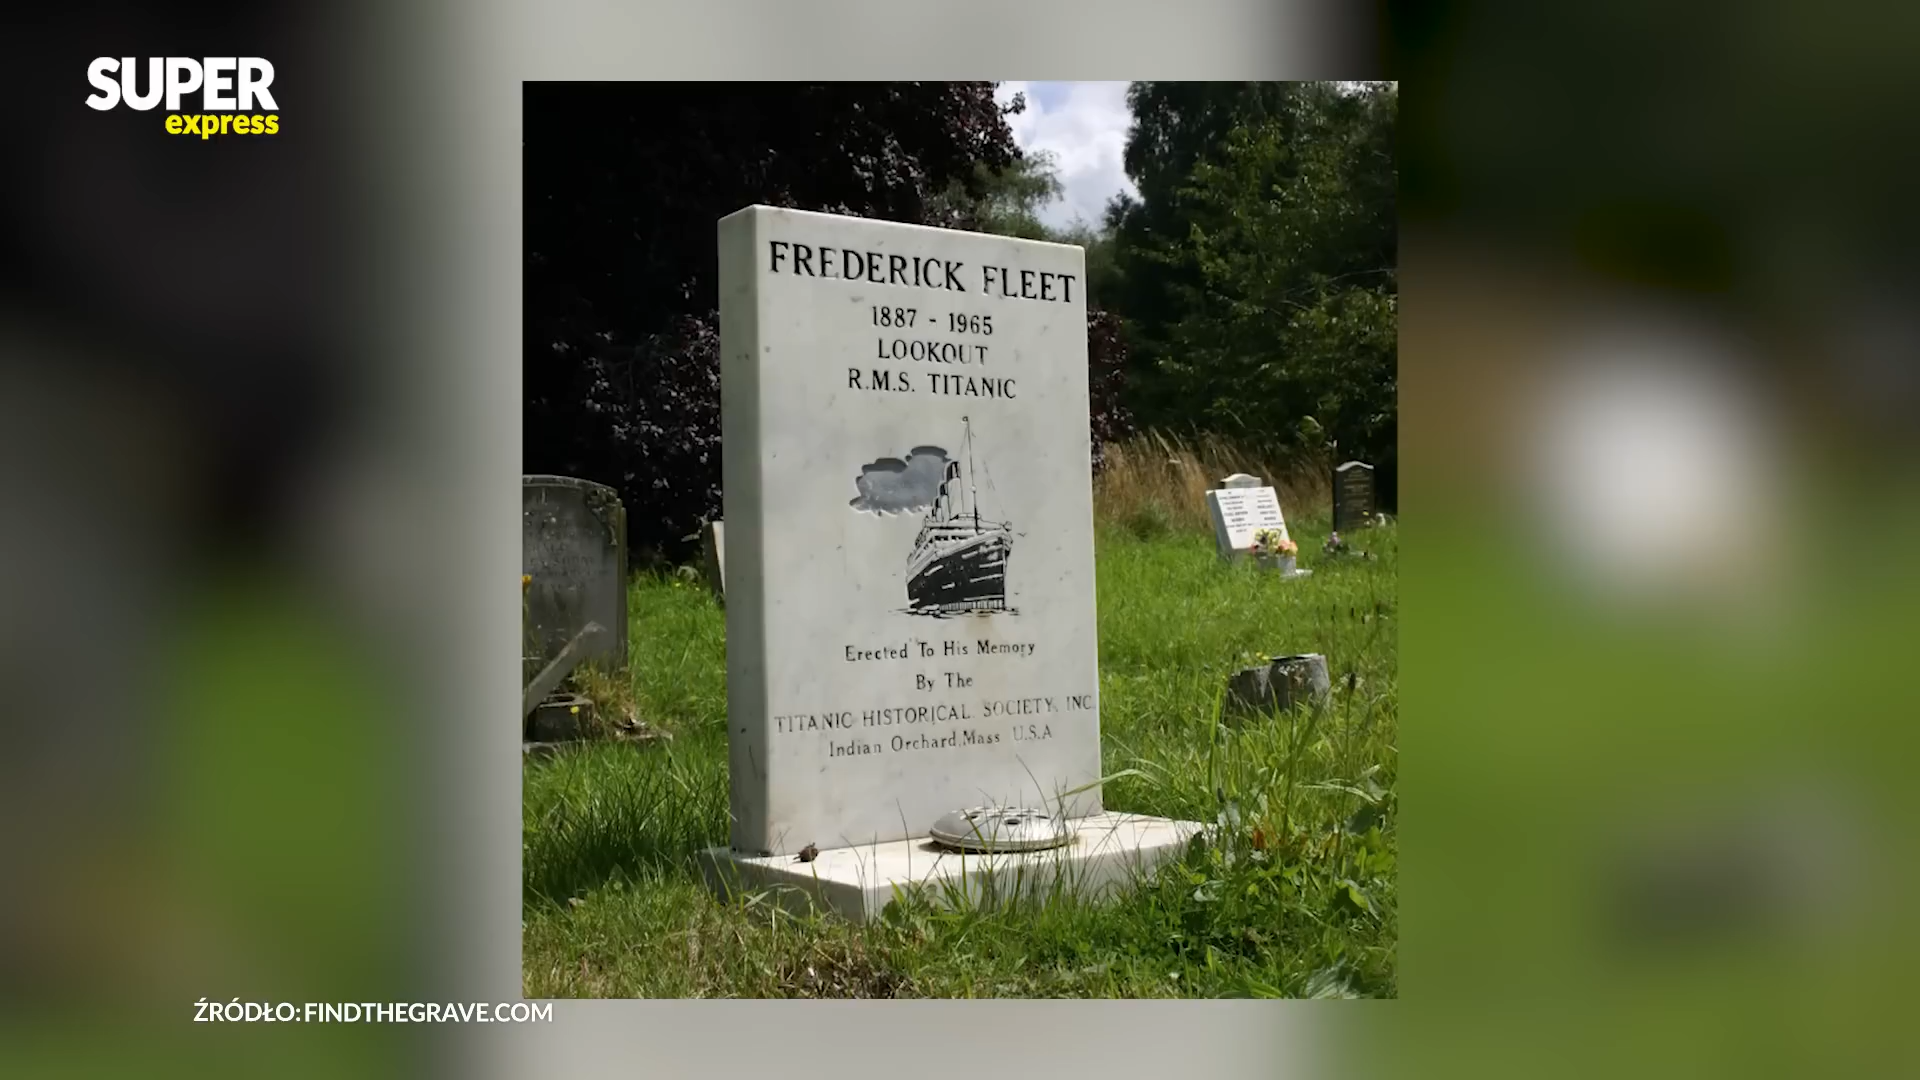 SUPER
express
FREDERICK FLEET
1887 - 1965
LOOKOUT
R.M.S. TITANIC
Erected To His Memory
By The
TITANIC HISTORICAL SOCIETY, INC.
Indian Orchard, Mass U.S.A
ŹRÓDŁO: FINDTHEGRAVE.COM